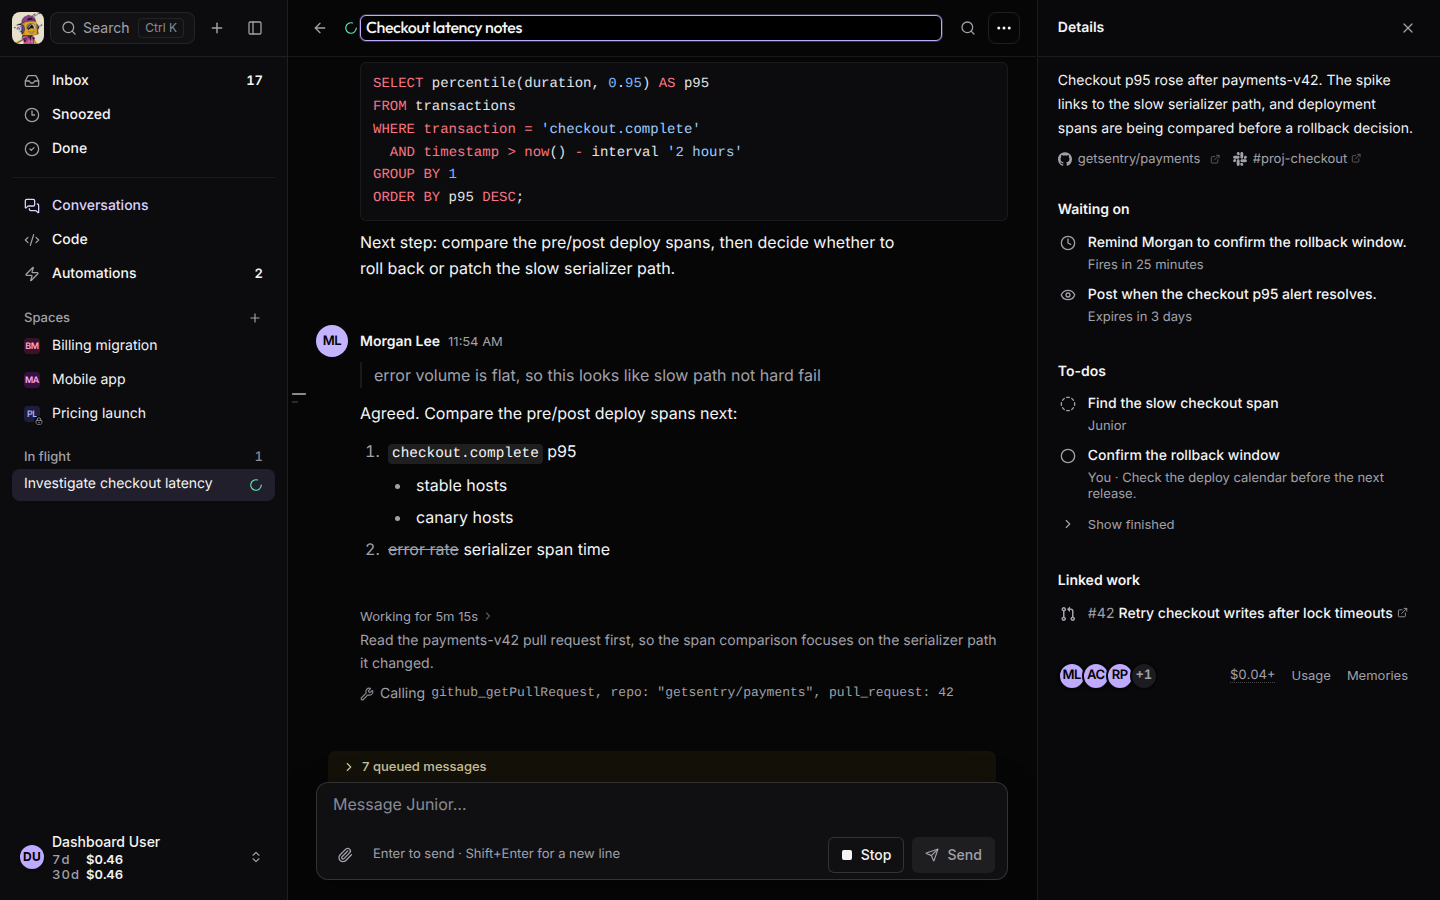 Search Ctrl K
Inbox 17
Snoozed
Done
Conversations
Code
Automations 2
Spaces
BM Billing migration
MA Mobile app
PL Pricing launch
In flight 1
Investigate checkout latency
DU Dashboard User
7d $0.46
30d $0.46
Checkout latency notes
SELECT percentile(duration, 0.95) AS p95
FROM transactions
WHERE transaction = 'checkout.complete'
AND timestamp > now() - interval '2 hours'
GROUP BY 1
ORDER BY p95 DESC;
Next step: compare the pre/post deploy spans, then decide whether to
roll back or patch the slow serializer path.
ML Morgan Lee 11:54 AM
error volume is flat, so this looks like slow path not hard fail
Agreed. Compare the pre/post deploy spans next:
1. checkout.complete p95
• stable hosts
• canary hosts
2. error rate serializer span time
Working for 5m 15s
Read the payments-v42 pull request first, so the span comparison focuses on the serializer path
it changed.
Calling github_getPullRequest, repo: "getsentry/payments", pull_request: 42
7 queued messages
Message Junior...
Enter to send · Shift+Enter for a new line
Stop
Send
Details
Checkout p95 rose after payments-v42. The spike
links to the slow serializer path, and deployment
spans are being compared before a rollback decision.
getsentry/payments #proj-checkout
Waiting on
Remind Morgan to confirm the rollback window.
Fires in 25 minutes
Post when the checkout p95 alert resolves.
Expires in 3 days
To-dos
Find the slow checkout span
Junior
Confirm the rollback window
You · Check the deploy calendar before the next
release.
Show finished
Linked work
#42 Retry checkout writes after lock timeouts
ML AC RP +1 $0.04+ Usage Memories